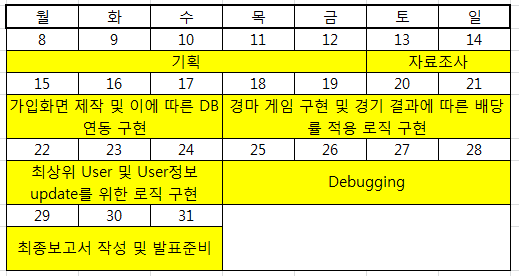 월 화 수 목 금 토 일
8 9 10 11 12 13 14
기획 자료조사
15 16 17 18 19 20 21
가입화면 제작 및 이에 따른 DB 연동 구현
경마 게임 구현 및 경기 결과에 따른 배당률 적용 로직 구현
22 23 24 25 26 27 28
최상위 User 및 User정보 update를 위한 로직 구현
Debugging
29 30 31
최종보고서 작성 및 발표준비